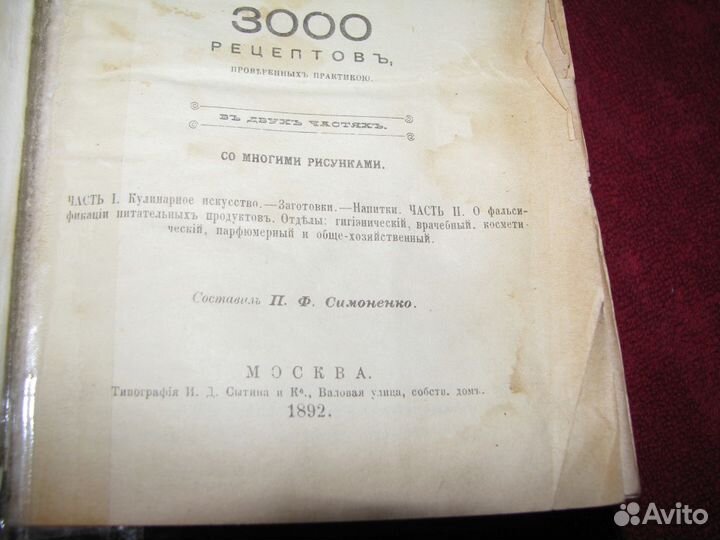 3000
РЕЦЕПТОВЪ,
ПРОВѢРЕННЫХЪ ПРАКТИКОЮ.
ВЪ ДВУХЪ ЧАСТЯХЪ.
СО МНОГИМИ РИСУНКАМИ.
ЧАСТЬ I. Кулинарное искусство.—Заготовки.—Напитки. ЧАСТЬ II. О фальси-
фикаціи питательныхъ продуктовъ. Отдѣлы: гигіэническій, врачебный. космети-
ческій, парфюмерный и обще-хозяйственный.
Составилъ П. Ф. Симоненко.
МОСКВА.
Типографія И. Д. Сытина и Кº., Валовая улица, собств. домъ.
1892.
Avito